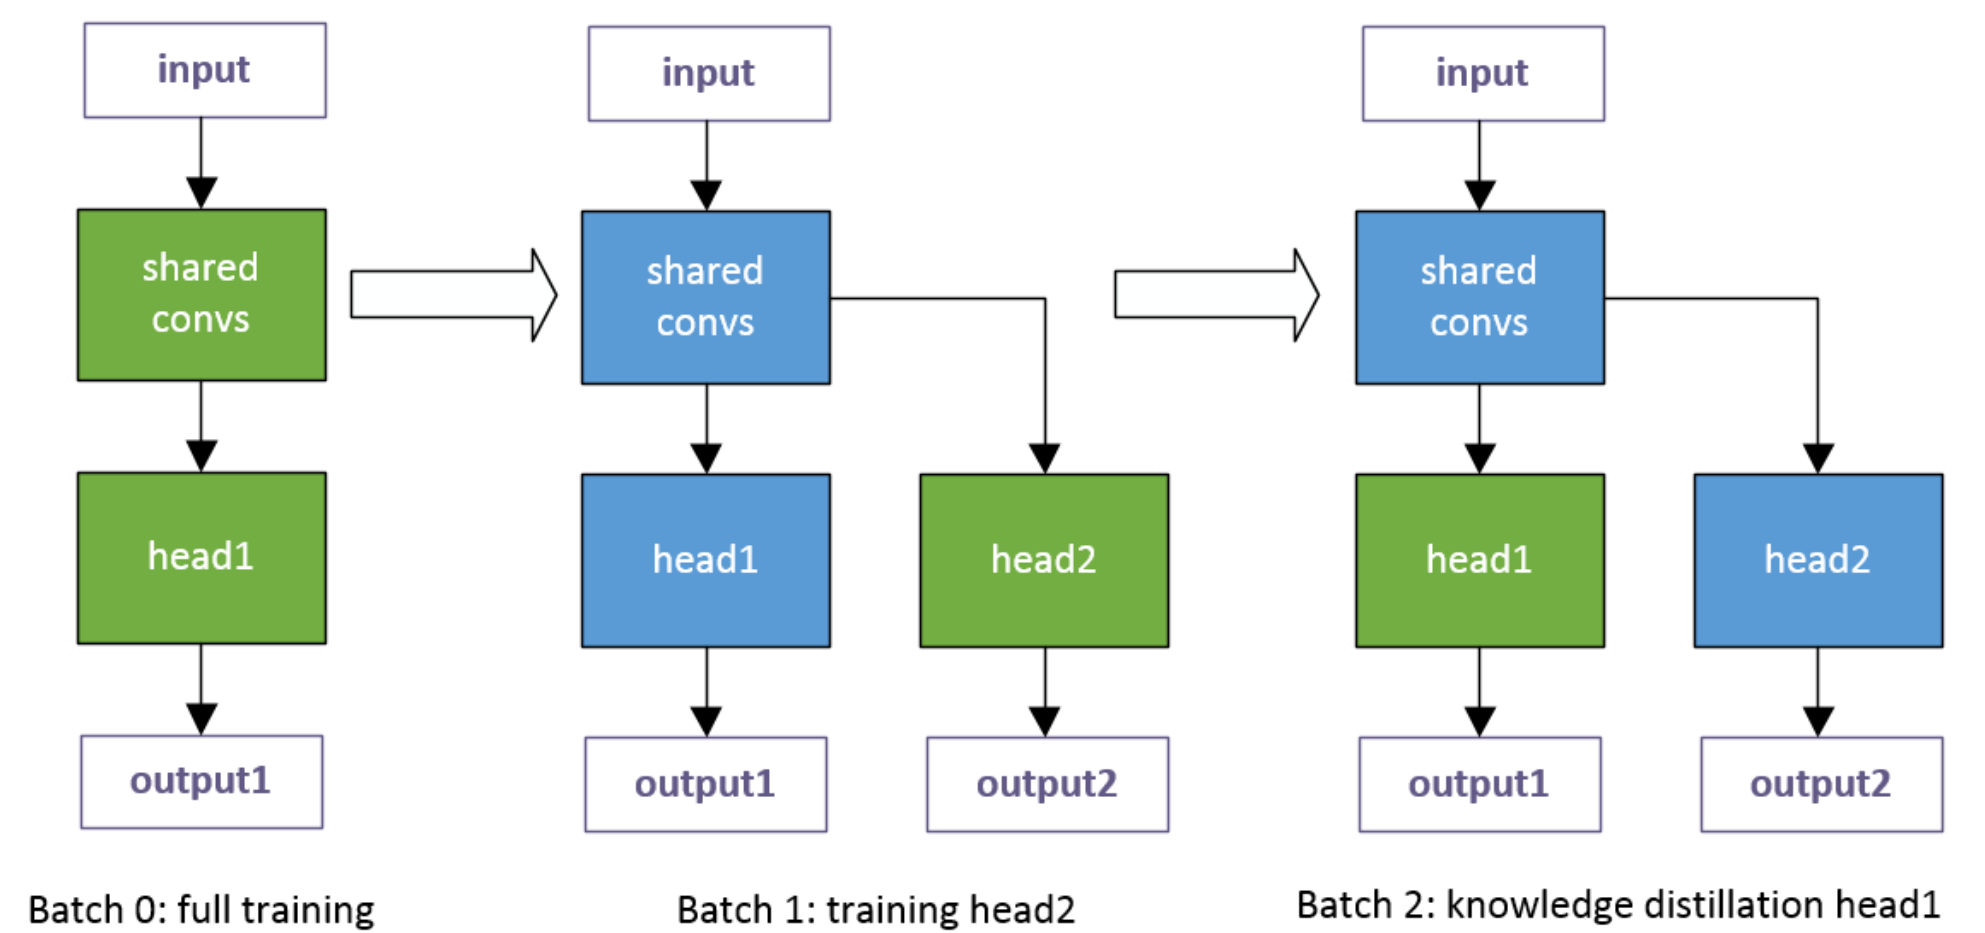 input
shared
convs
head1
output1
Batch 0: full training
input
shared
convs
head1
head2
output1
output2
Batch 1: training head2
input
shared
convs
head1
head2
output1
output2
Batch 2: knowledge distillation head1